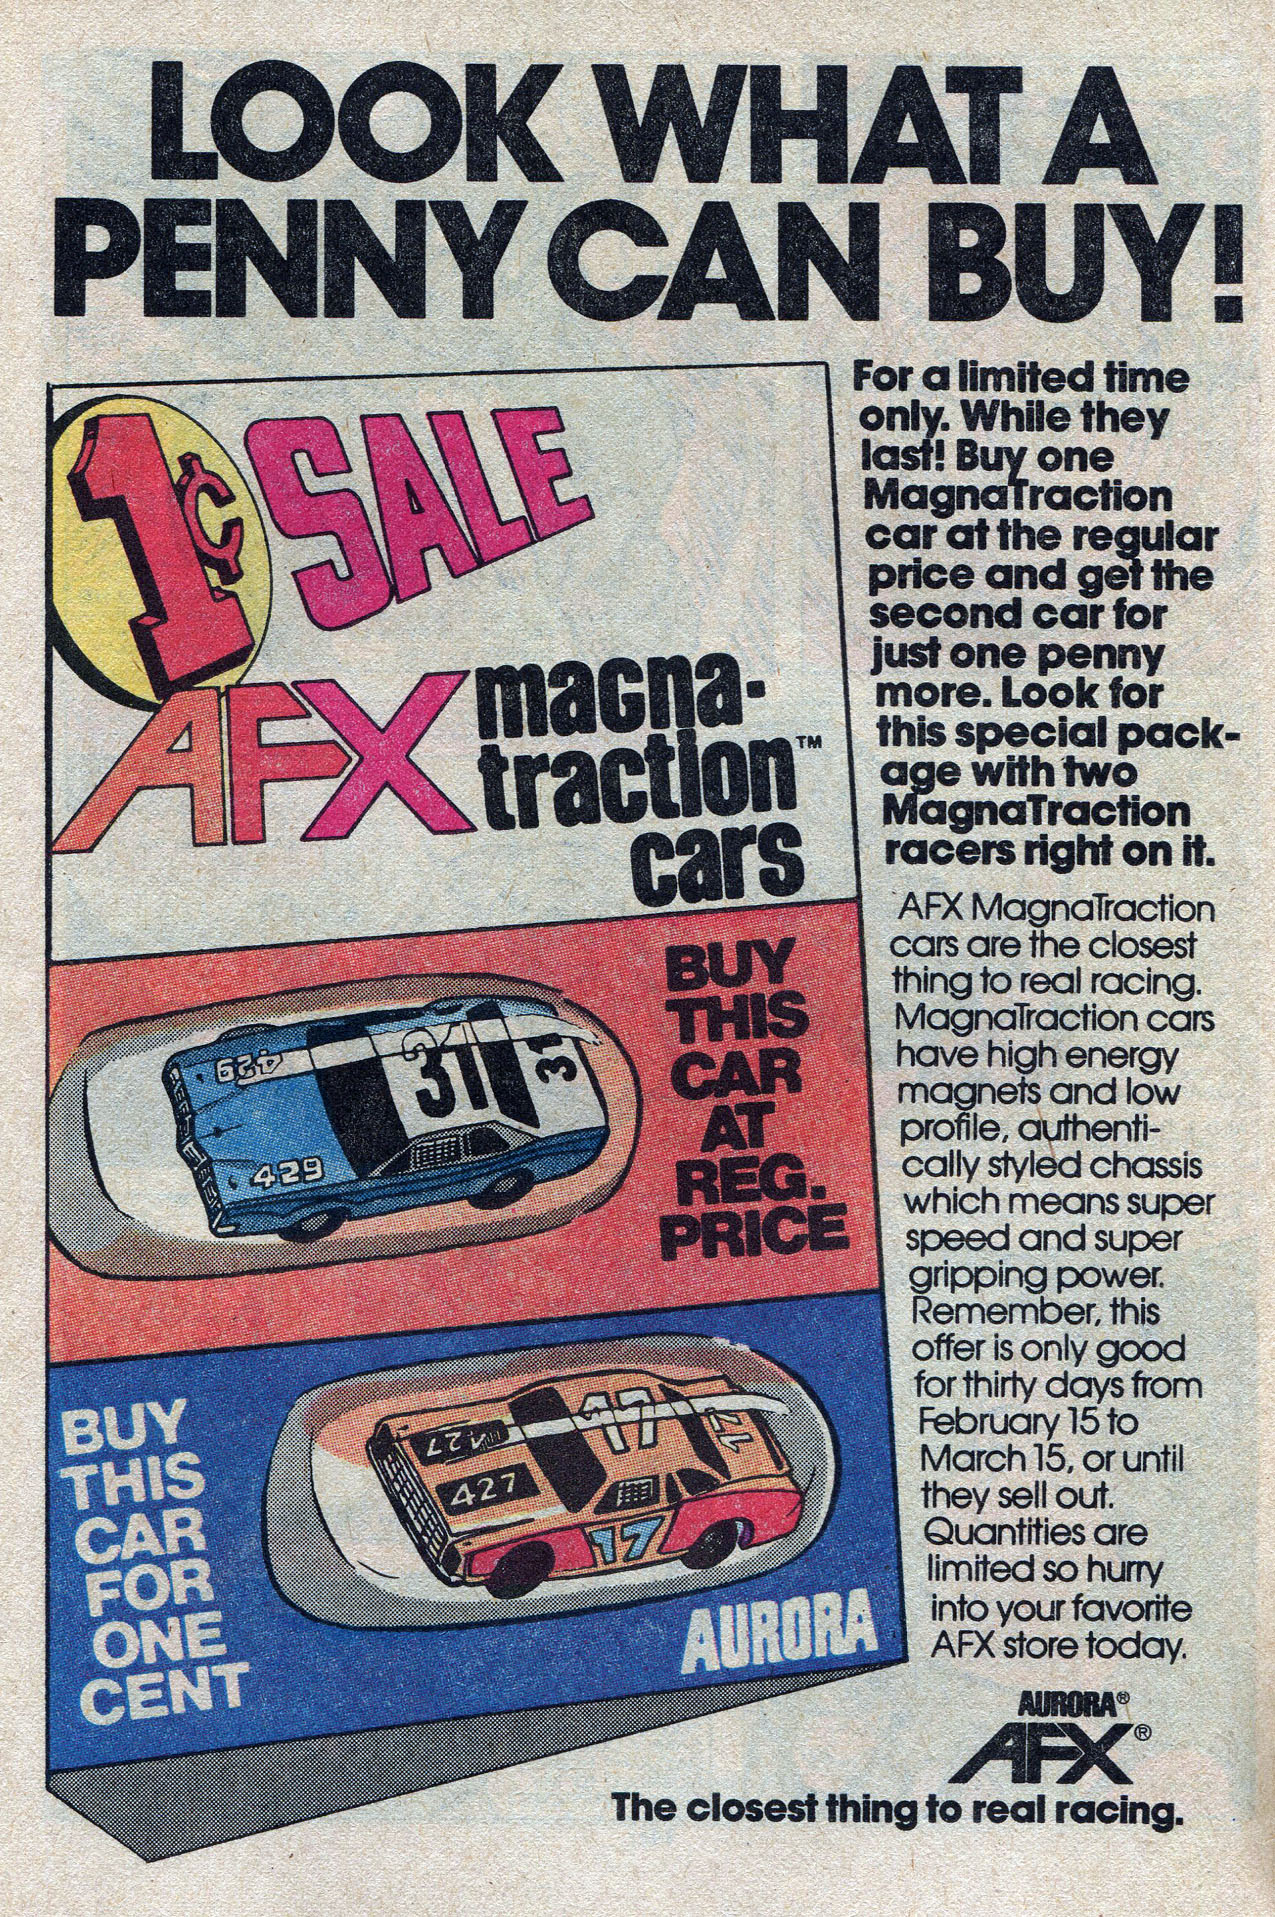 LOOK WHAT A
PENNY CAN BUY!
1¢ SALE
AFX magna-
traction™
cars
BUY
THIS
CAR
AT
REG.
PRICE
31
31
429
429
BUY
THIS
CAR
FOR
ONE
CENT
17
17
427
427
17
AURORA
For a limited time
only. While they
last! Buy one
MagnaTraction
car at the regular
price and get the
second car for
just one penny
more. Look for
this special pack-
age with two
MagnaTraction
racers right on it.
AFX MagnaTraction
cars are the closest
thing to real racing.
MagnaTraction cars
have high energy
magnets and low
profile, authenti-
cally styled chassis
which means super
speed and super
gripping power.
Remember, this
offer is only good
for thirty days from
February 15 to
March 15, or until
they sell out.
Quantities are
limited so hurry
into your favorite
AFX store today.
AURORA®
AFX®
The closest thing to real racing.